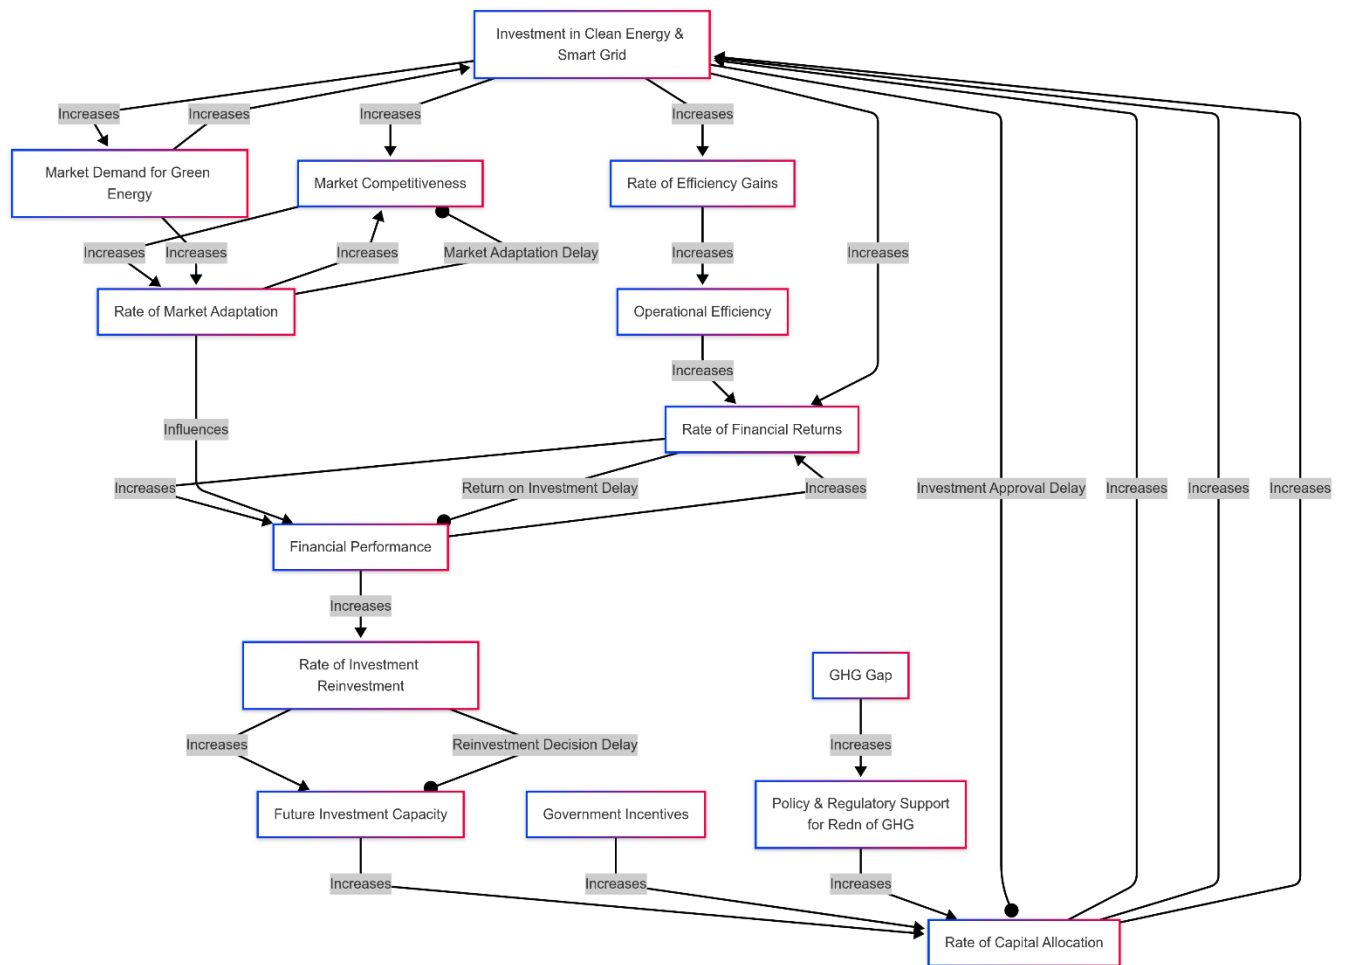 Investment in Clean Energy &
Smart Grid
Increases
Increases
Increases
Increases
Market Demand for Green
Energy
Market Competitiveness
Rate of Efficiency Gains
Increases
Increases
Increases
Market Adaptation Delay
Increases
Increases
Rate of Market Adaptation
Operational Efficiency
Increases
Influences
Rate of Financial Returns
Increases
Return on Investment Delay
Increases
Investment Approval Delay
Increases
Increases
Increases
Financial Performance
Increases
Rate of Investment
Reinvestment
GHG Gap
Increases
Reinvestment Decision Delay
Increases
Future Investment Capacity
Government Incentives
Policy & Regulatory Support
for Redn of GHG
Increases
Increases
Increases
Rate of Capital Allocation